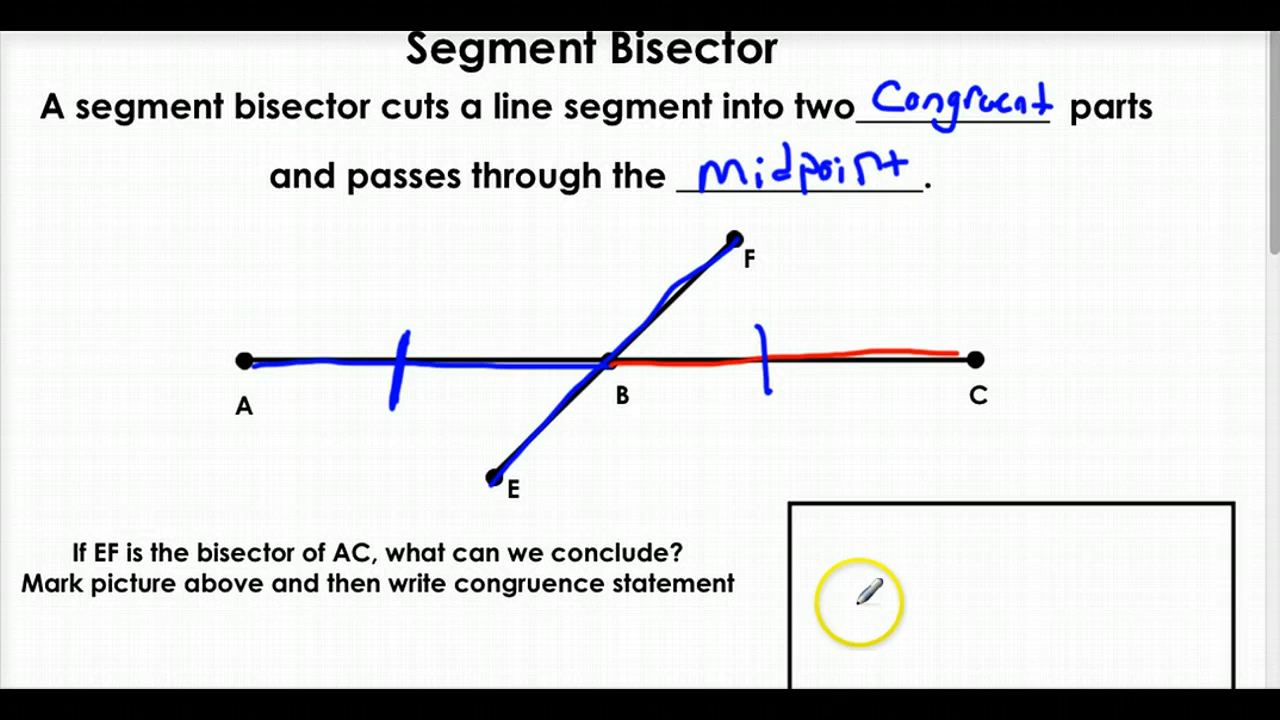 Segment Bisector
A segment bisector cuts a line segment into two congruent parts
and passes through the midpoint.
F
A
B
C
E
If EF is the bisector of AC, what can we conclude?
Mark picture above and then write congruence statement